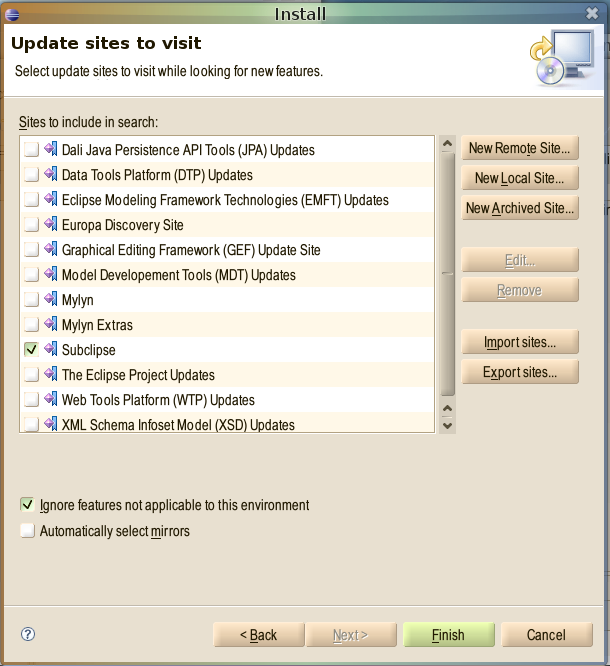 Install
Update sites to visit
Select update sites to visit while looking for new features.
Sites to include in search:
Dali Java Persistence API Tools (JPA) Updates
Data Tools Platform (DTP) Updates
Eclipse Modeling Framework Technologies (EMFT) Updates
Europa Discovery Site
Graphical Editing Framework (GEF) Update Site
Model Developement Tools (MDT) Updates
Mylyn
Mylyn Extras
Subclipse
The Eclipse Project Updates
Web Tools Platform (WTP) Updates
XML Schema Infoset Model (XSD) Updates
New Remote Site...
New Local Site...
New Archived Site...
Edit...
Remove
Import sites...
Export sites...
Ignore features not applicable to this environment
Automatically select mirrors
? < Back Next > Finish Cancel